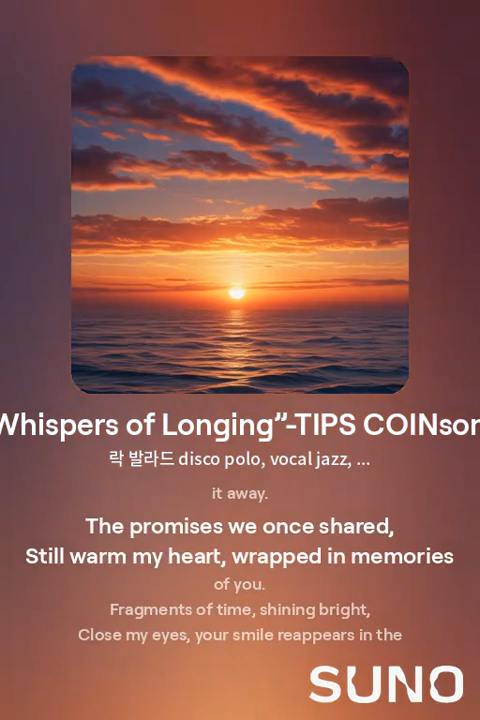 Whispers of Longing”-TIPS COINson
락 발라드 disco polo, vocal jazz, ...
it away.
The promises we once shared,
Still warm my heart, wrapped in memories
of you.
Fragments of time, shining bright,
Close my eyes, your smile reappears in the
SUNO